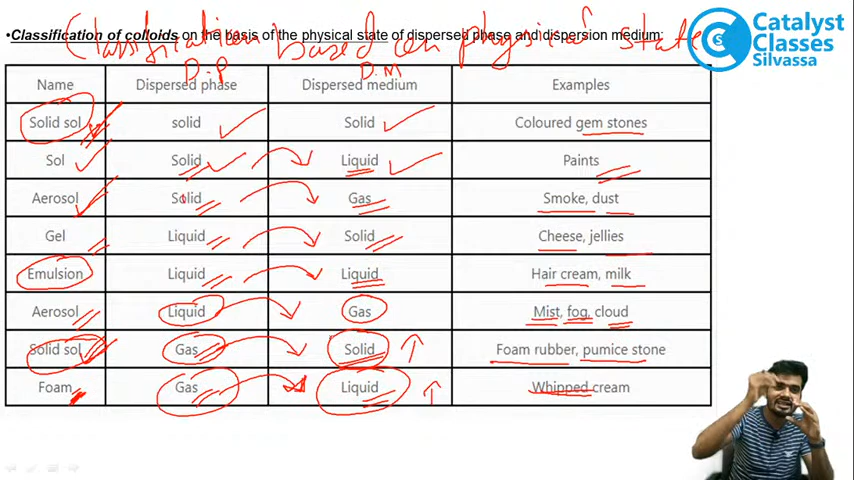 Classification based on physical state
•Classification of colloids on the basis of the physical state of dispersed phase and dispersion medium:
Catalyst
Classes
Silvassa
D.P D.M
Name Dispersed phase Dispersed medium Examples
Solid sol solid Solid Coloured gem stones
Sol Solid Liquid Paints
Aerosol Solid Gas Smoke, dust
Gel Liquid Solid Cheese, jellies
Emulsion Liquid Liquid Hair cream, milk
Aerosol Liquid Gas Mist, fog, cloud
Solid sol Gas Solid Foam rubber, pumice stone
Foam Gas Liquid Whipped cream